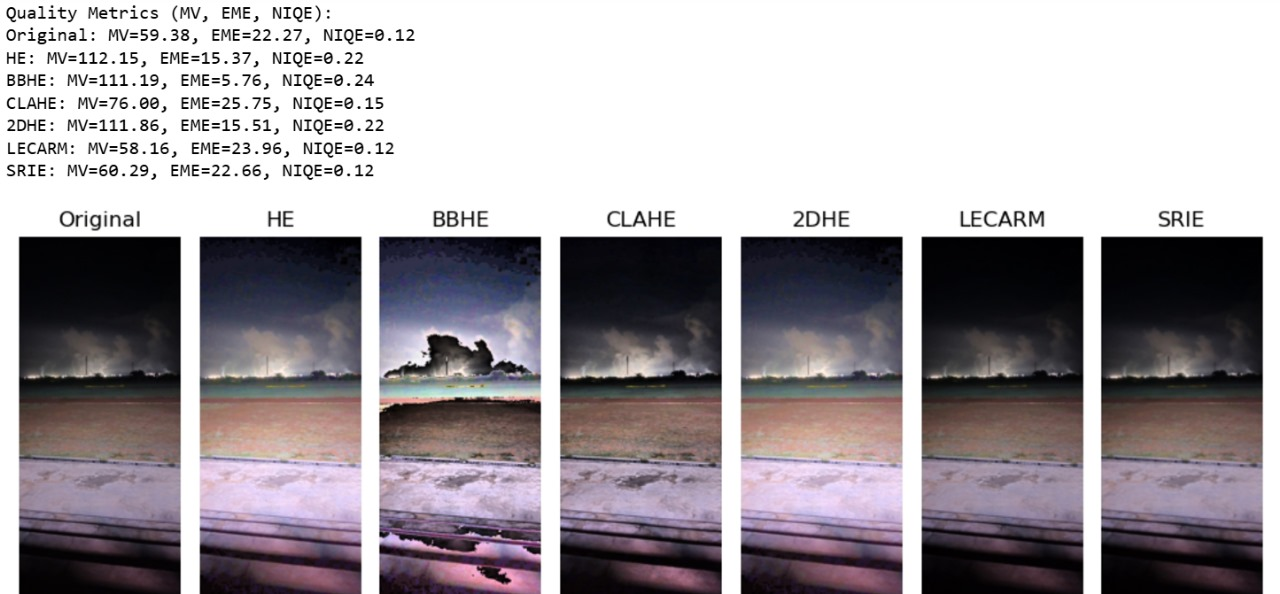 Quality Metrics (MV, EME, NIQE):
Original: MV=59.38, EME=22.27, NIQE=0.12
HE: MV=112.15, EME=15.37, NIQE=0.22
BBHE: MV=111.19, EME=5.76, NIQE=0.24
CLAHE: MV=76.00, EME=25.75, NIQE=0.15
2DHE: MV=111.86, EME=15.51, NIQE=0.22
LECARM: MV=58.16, EME=23.96, NIQE=0.12
SRIE: MV=60.29, EME=22.66, NIQE=0.12
Original HE BBHE CLAHE 2DHE LECARM SRIE